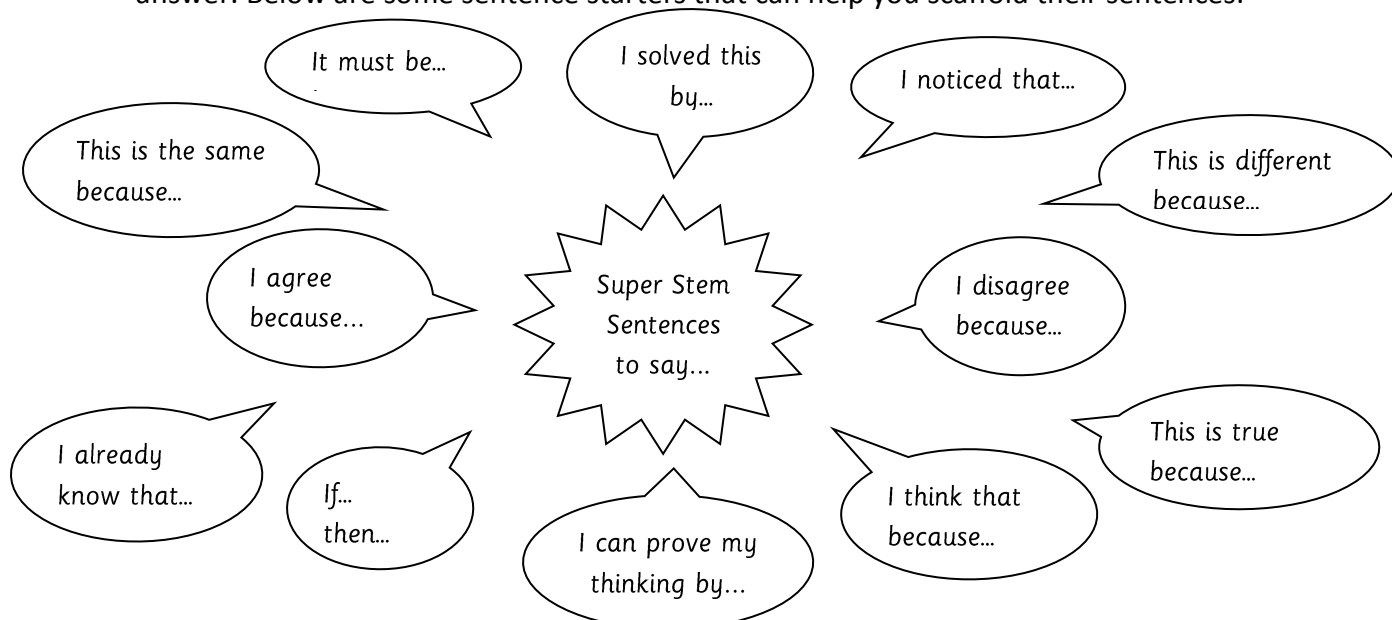 answer. Below are some sentence starters that can help you scaffold their sentences.
It must be...
I solved this
by...
I noticed that...
This is the same
because...
This is different
because...
I agree
because...
Super Stem
Sentences
to say...
I disagree
because...
I already
know that...
If...
then...
I can prove my
thinking by...
I think that
because...
This is true
because...